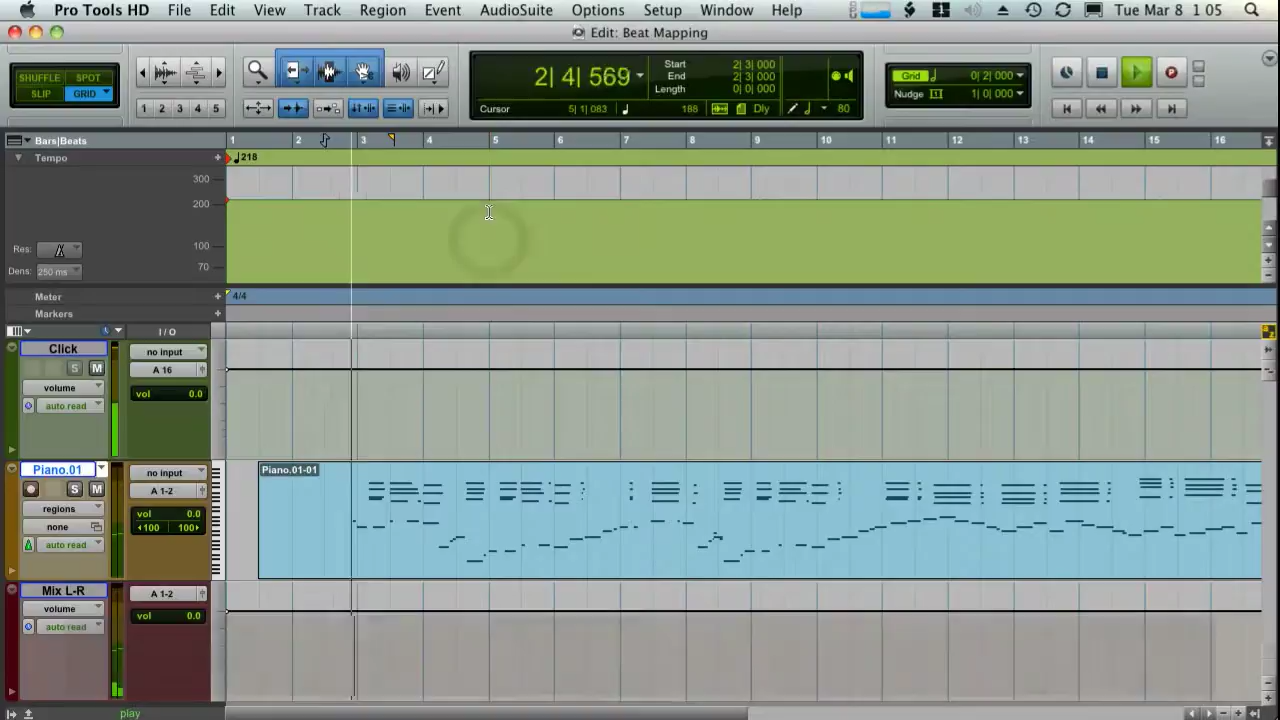 Pro Tools HD File Edit View Track Region Event AudioSuite Options Setup Window Help Tue Mar 8 1 05
Edit: Beat Mapping
SHUFFLE SPOT
SLIP GRID
1 2 3 4 5
2| 4| 569
Start 2| 3| 000
End 2| 3| 000
Length 0| 0| 000
Cursor 5| 1| 083 188 Dly 80
Grid 0| 2| 000
Nudge 1| 0| 000
Bars|Beats 1 2 3 4 5 6 7 8 9 10 11 12 13 14 15 16
Tempo + 218
300
200
100
70
Res:
Dens: 250 ms
Meter + 4/4
Markers +
I / O
Click no input
S M A 16
volume vol 0.0
auto read
Piano.01 no input Piano.01-01
S M A 1-2
regions vol 0.0
none 100 100
auto read
Mix L-R A 1-2
volume vol 0.0
auto read
play